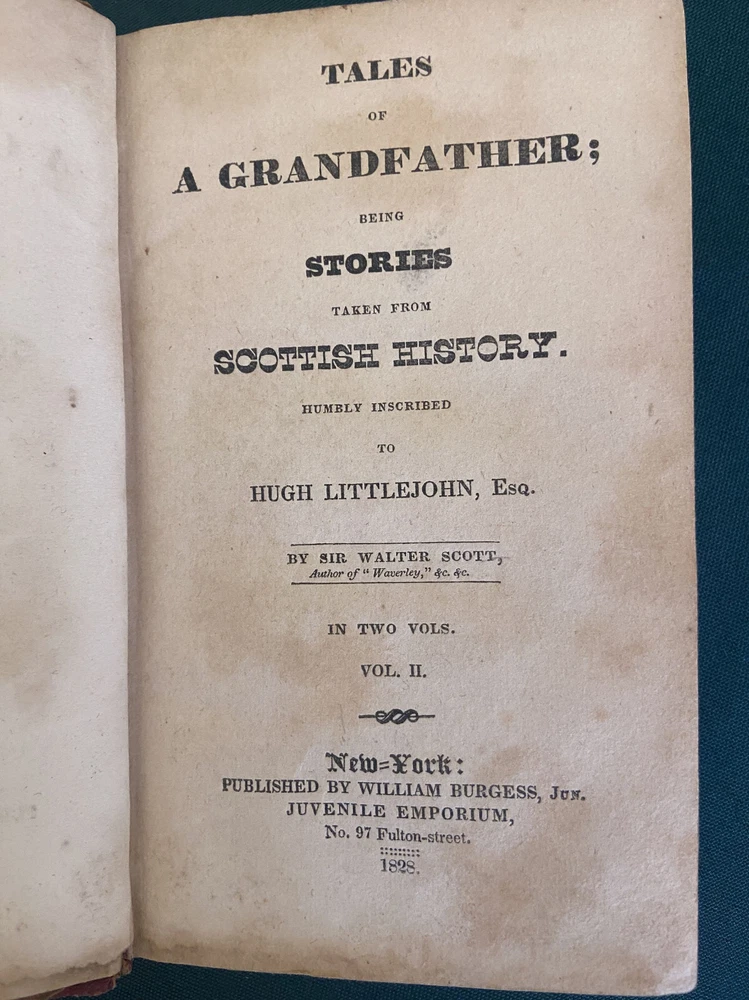 TALES
OF
A GRANDFATHER;
BEING
STORIES
TAKEN FROM
SCOTTISH HISTORY.
HUMBLY INSCRIBED
TO
HUGH LITTLEJOHN, Esq.
BY SIR WALTER SCOTT,
Author of "Waverley," &c. &c.
IN TWO VOLS.
VOL. II.
New-York:
PUBLISHED BY WILLIAM BURGESS, Jun.
JUVENILE EMPORIUM,
No. 97 Fulton-street.
1828.